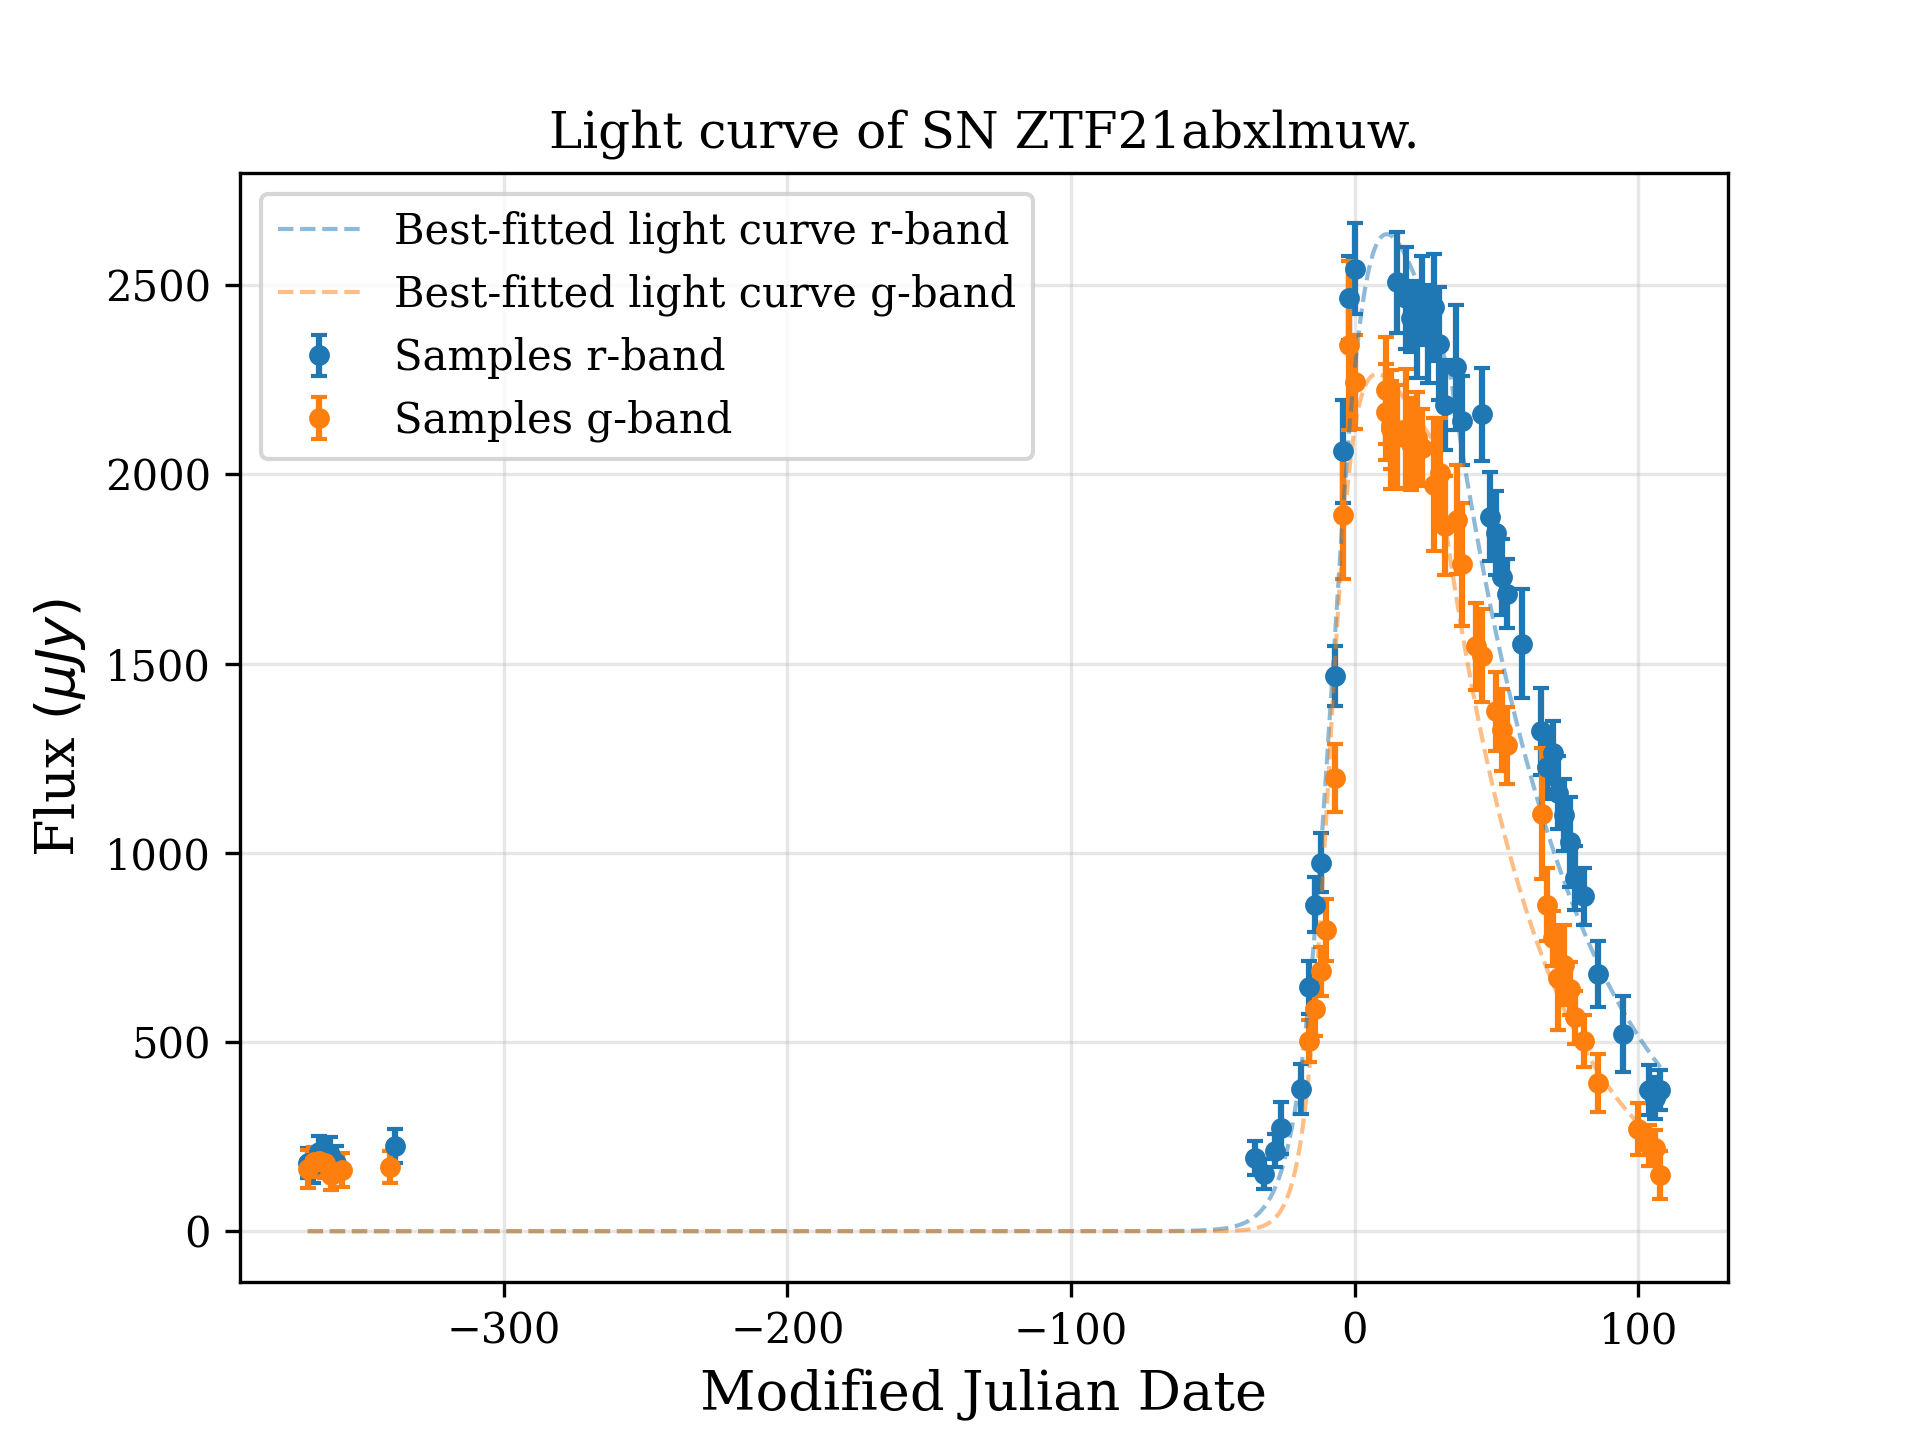 Light curve of SN ZTF21abxlmuw.
Best-fitted light curve r-band
Best-fitted light curve g-band
Samples r-band
Samples g-band
2500
2000
1500
1000
500
0
Flux (μJy)
−300
−200
−100
0
100
Modified Julian Date